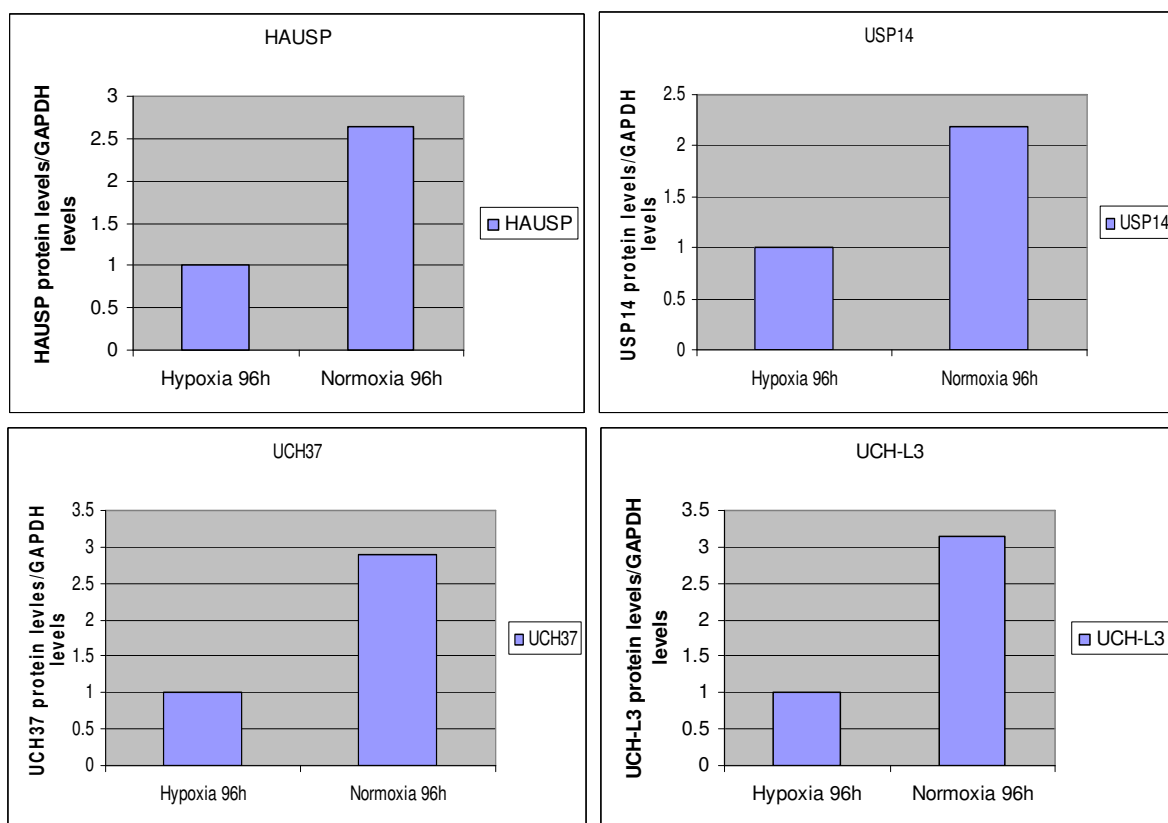 HAUSP
HAUSP protein levels/GAPDH
levels
3
2.5
2
1.5
1
0.5
0
Hypoxia 96h Normoxia 96h
HAUSP
USP14
USP14 protein levels/GAPDH
levels
2.5
2
1.5
1
0.5
0
Hypoxia 96h Normoxia 96h
USP14
UCH37
UCH37 protein levles/GAPDH
levels
3.5
3
2.5
2
1.5
1
0.5
0
Hypoxia 96h Normoxia 96h
UCH37
UCH-L3
UCH-L3 protein levels/GAPDH
levels
3.5
3
2.5
2
1.5
1
0.5
0
Hypoxia 96h Normoxia 96h
UCH-L3